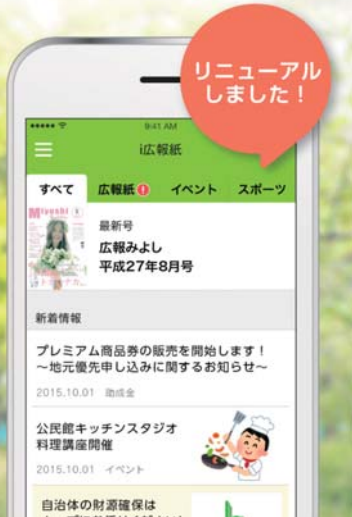 リニューアル
しました！
9:41 AM
i広報紙
すべて 広報紙 イベント スポーツ
Miyoshi
最新号
広報みよし
平成27年8月号
新着情報
プレミアム商品券の販売を開始します！
～地元優先申し込みに関するお知らせ～
2015.10.01 助成金
公民館キッチンスタジオ
料理講座開催
2015.10.01 イベント
自治体の財源確保は